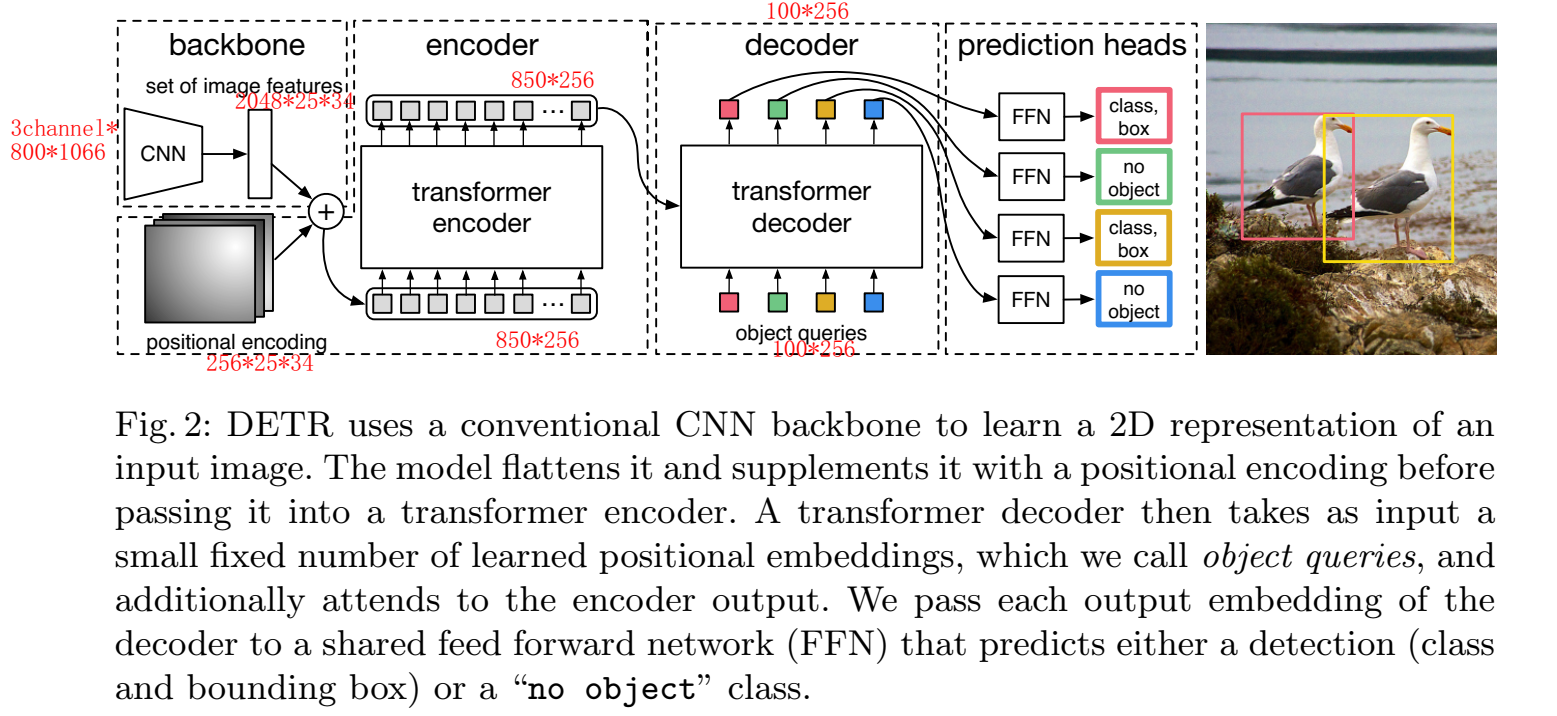 100*256
backbone
encoder
decoder
prediction heads
set of image features
2048*25*34
850*256
3channel*
800*1066
CNN
+
...
transformer
encoder
transformer
decoder
FFN
class,
box
FFN
no
object
FFN
class,
box
FFN
no
object
...
positional encoding
256*25*34
850*256
object queries
100*256
Fig. 2: DETR uses a conventional CNN backbone to learn a 2D representation of an
input image. The model flattens it and supplements it with a positional encoding before
passing it into a transformer encoder. A transformer decoder then takes as input a
small fixed number of learned positional embeddings, which we call object queries, and
additionally attends to the encoder output. We pass each output embedding of the
decoder to a shared feed forward network (FFN) that predicts either a detection (class
and bounding box) or a “no object” class.